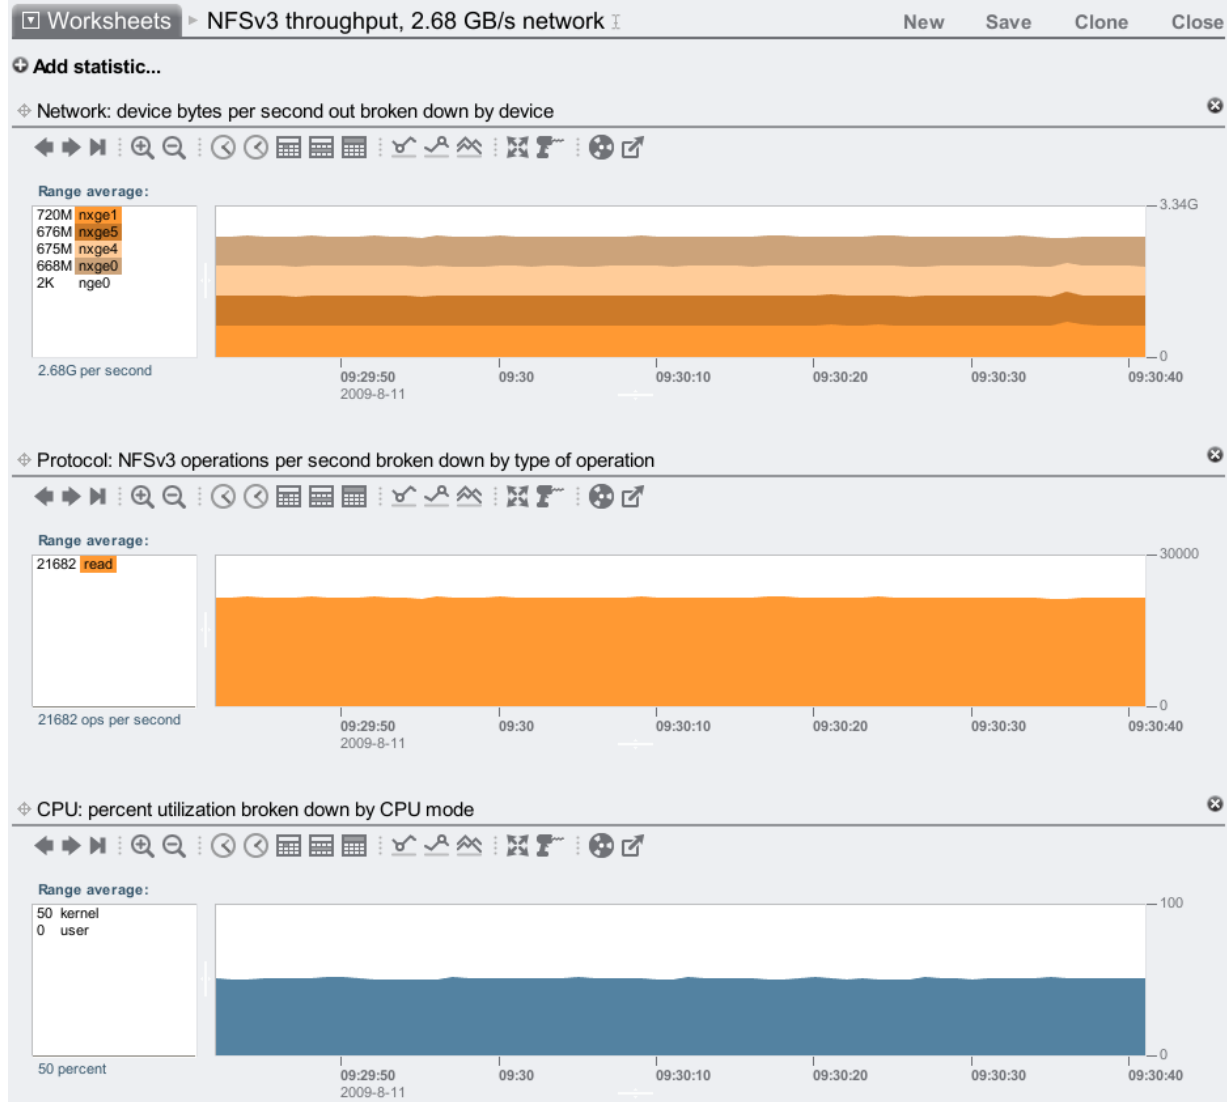 Worksheets NFSv3 throughput, 2.68 GB/s network New Save Clone Close
Add statistic...
Network: device bytes per second out broken down by device
Range average:
720M nxge1
676M nxge5
675M nxge4
668M nxge0
2K nge0
2.68G per second
3.34G
0
09:29:50 09:30 09:30:10 09:30:20 09:30:30 09:30:40
2009-8-11
Protocol: NFSv3 operations per second broken down by type of operation
Range average:
21682 read
21682 ops per second
30000
0
09:29:50 09:30 09:30:10 09:30:20 09:30:30 09:30:40
2009-8-11
CPU: percent utilization broken down by CPU mode
Range average:
50 kernel
0 user
50 percent
100
0
09:29:50 09:30 09:30:10 09:30:20 09:30:30 09:30:40
2009-8-11